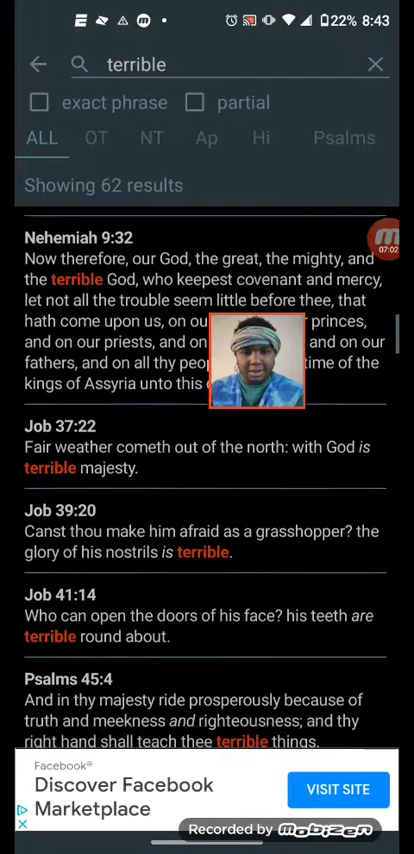 22% 8:43
terrible
exact phrase partial
ALL OT NT Ap Hi Psalms
Showing 62 results
Nehemiah 9:32
Now therefore, our God, the great, the mighty, and
the terrible God, who keepest covenant and mercy,
let not all the trouble seem little before thee, that
hath come upon us, on princes,
and on our priests, and on and on our
fathers, and on all thy time of the
kings of Assyria unto this
07:02
Job 37:22
Fair weather cometh out of the north: with God is
terrible majesty.
Job 39:20
Canst thou make him afraid as a grasshopper? the
glory of his nostrils is terrible.
Job 41:14
Who can open the doors of his face? his teeth are
terrible round about.
Psalms 45:4
And in thy majesty ride prosperously because of
truth and meekness and righteousness; and thy
right hand shall teach thee terrible things.
Facebook®
Discover Facebook
Marketplace
VISIT SITE
Recorded by mobizen